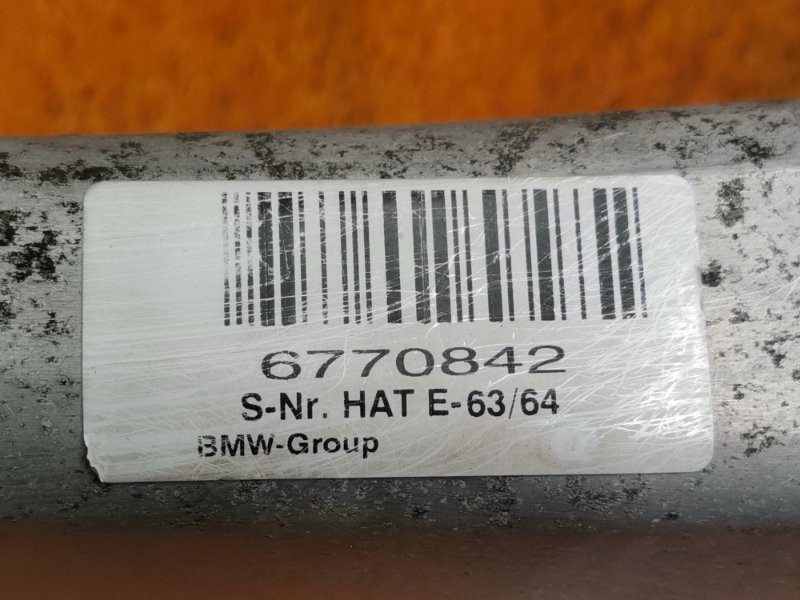 6770842
S-Nr. HAT E-63/64
BMW-Group